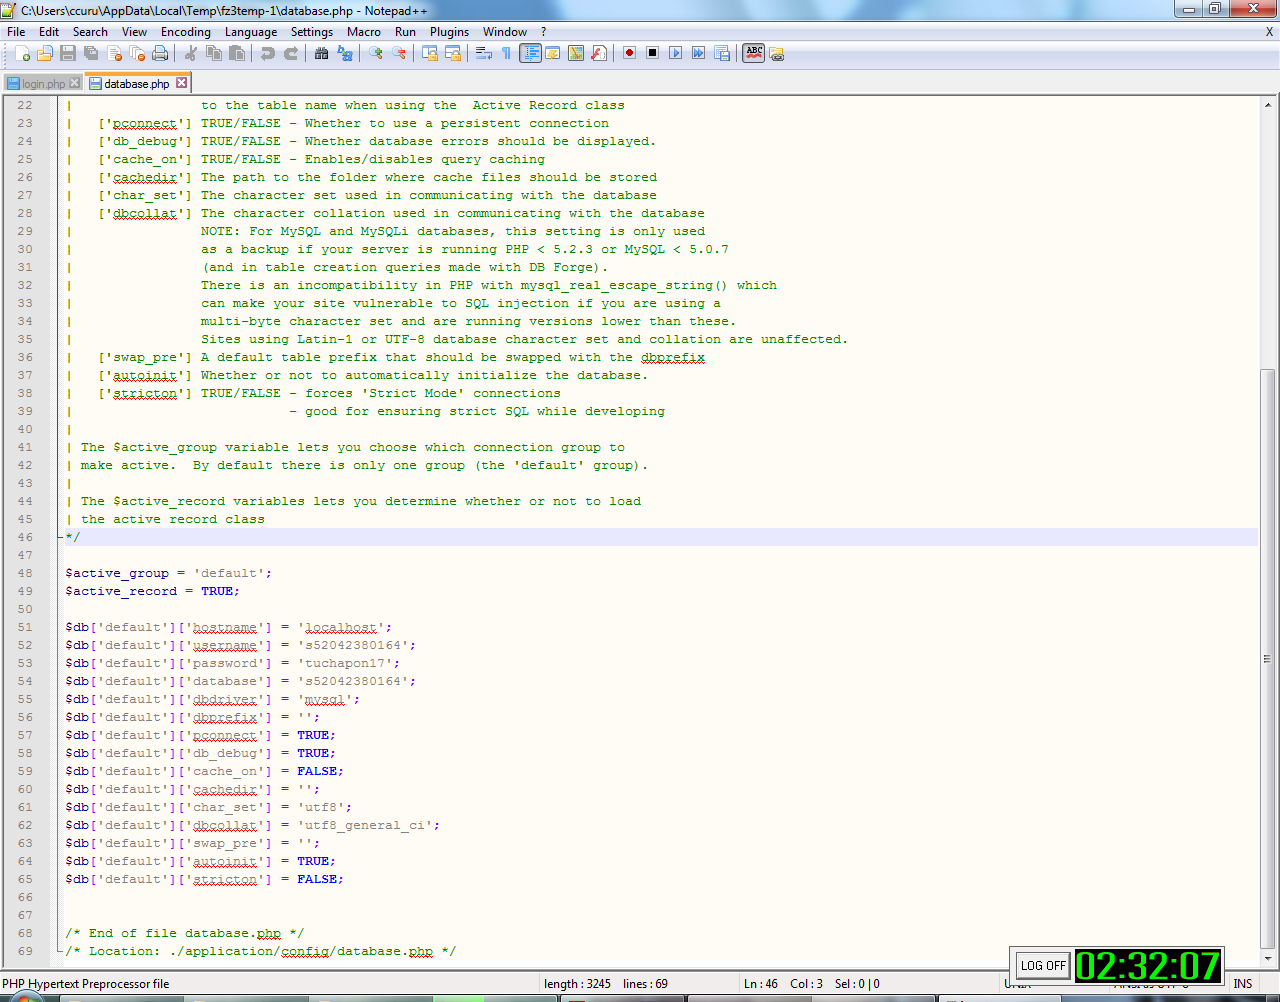 C:\Users\ccuru\AppData\Local\Temp\fz3temp-1\database.php - Notepad++
File Edit Search View Encoding Language Settings Macro Run Plugins Window ? X
login.php database.php
22 | to the table name when using the  Active Record class
23 | ['pconnect'] TRUE/FALSE - Whether to use a persistent connection
24 | ['db_debug'] TRUE/FALSE - Whether database errors should be displayed.
25 | ['cache_on'] TRUE/FALSE - Enables/disables query caching
26 | ['cachedir'] The path to the folder where cache files should be stored
27 | ['char_set'] The character set used in communicating with the database
28 | ['dbcollat'] The character collation used in communicating with the database
29 | NOTE: For MySQL and MySQLi databases, this setting is only used
30 | as a backup if your server is running PHP < 5.2.3 or MySQL < 5.0.7
31 | (and in table creation queries made with DB Forge).
32 | There is an incompatibility in PHP with mysql_real_escape_string() which
33 | can make your site vulnerable to SQL injection if you are using a
34 | multi-byte character set and are running versions lower than these.
35 | Sites using Latin-1 or UTF-8 database character set and collation are unaffected.
36 | ['swap_pre'] A default table prefix that should be swapped with the dbprefix
37 | ['autoinit'] Whether or not to automatically initialize the database.
38 | ['stricton'] TRUE/FALSE - forces 'Strict Mode' connections
39 | - good for ensuring strict SQL while developing
40 |
41 | The $active_group variable lets you choose which connection group to
42 | make active.  By default there is only one group (the 'default' group).
43 |
44 | The $active_record variables lets you determine whether or not to load
45 | the active record class
46 */
47
48 $active_group = 'default';
49 $active_record = TRUE;
50
51 $db['default']['hostname'] = 'localhost';
52 $db['default']['username'] = 's52042380164';
53 $db['default']['password'] = 'tuchapon17';
54 $db['default']['database'] = 's52042380164';
55 $db['default']['dbdriver'] = 'mysql';
56 $db['default']['dbprefix'] = '';
57 $db['default']['pconnect'] = TRUE;
58 $db['default']['db_debug'] = TRUE;
59 $db['default']['cache_on'] = FALSE;
60 $db['default']['cachedir'] = '';
61 $db['default']['char_set'] = 'utf8';
62 $db['default']['dbcollat'] = 'utf8_general_ci';
63 $db['default']['swap_pre'] = '';
64 $db['default']['autoinit'] = TRUE;
65 $db['default']['stricton'] = FALSE;
66
67
68 /* End of file database.php */
69 /* Location: ./application/config/database.php */
LOG OFF 02:32:07
PHP Hypertext Preprocessor file length : 3245 lines : 69 Ln : 46 Col : 3 Sel : 0 | 0 INS